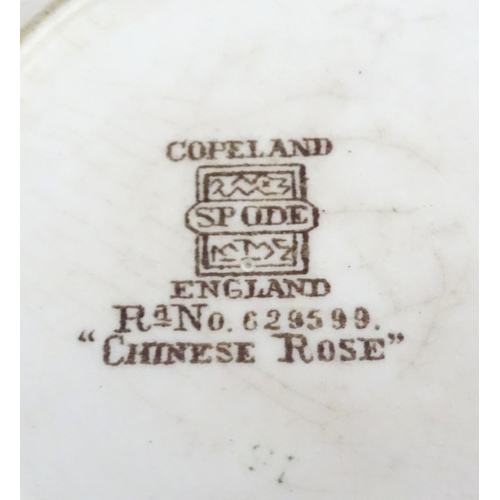 COPELAND
SPODE
ENGLAND
Rd No. 629599.
"CHINESE ROSE"